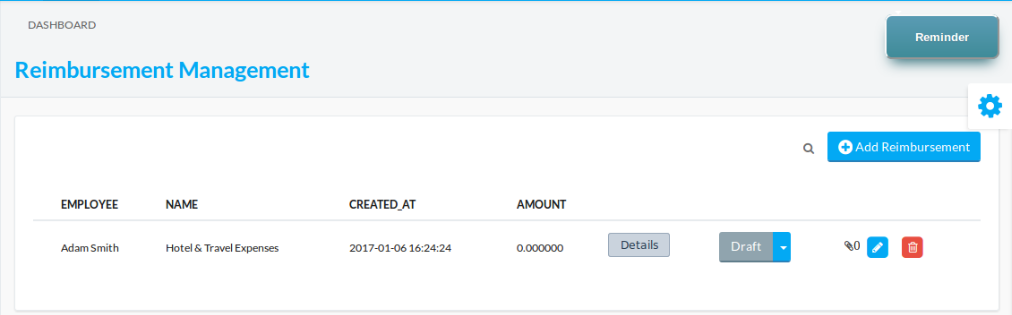 DASHBOARD
Reminder
Reimbursement Management
Add Reimbursement
EMPLOYEE NAME CREATED_AT AMOUNT
Adam Smith Hotel & Travel Expenses 2017-01-06 16:24:24 0.000000 Details Draft 0